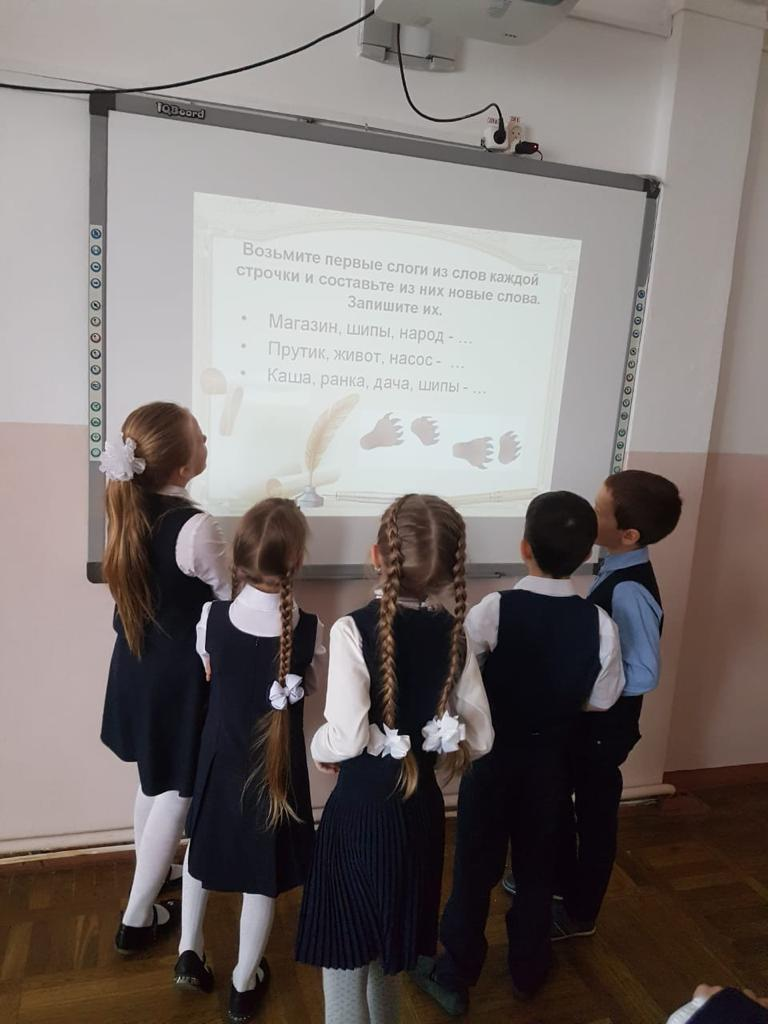 IQBoard
Возьмите первые слоги из слов каждой
строчки и составьте из них новые слова.
Запишите их.
• Магазин, шипы, народ - ...
• Прутик, живот, насос - ...
• Каша, ранка, дача, шипы - ...